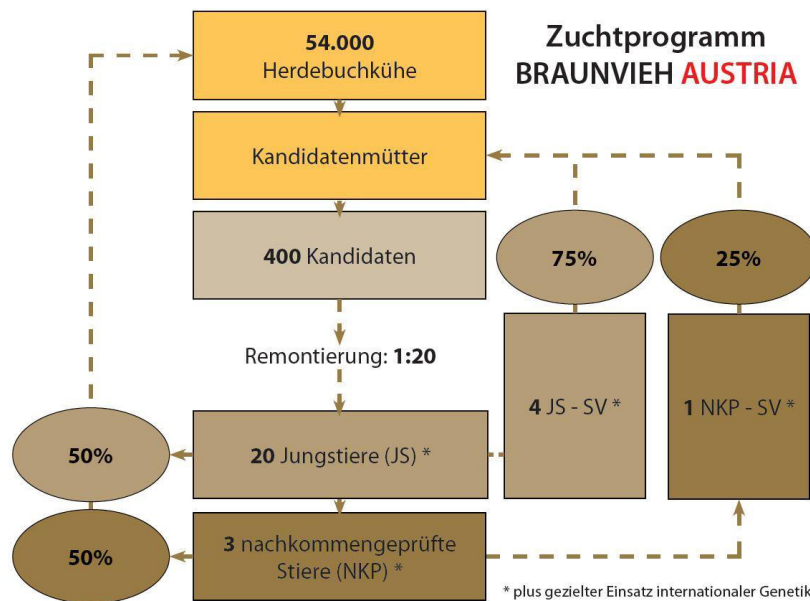 Zuchtprogramm
BRAUNVIEH AUSTRIA
54.000
Herdebuchkühe
Kandidatenmütter
400 Kandidaten
75%
25%
Remontierung: 1:20
4 JS - SV *
1 NKP - SV *
50%
20 Jungstiere (JS) *
50%
3 nachkommengeprüfte
Stiere (NKP) *
* plus gezielter Einsatz internationaler Genetik